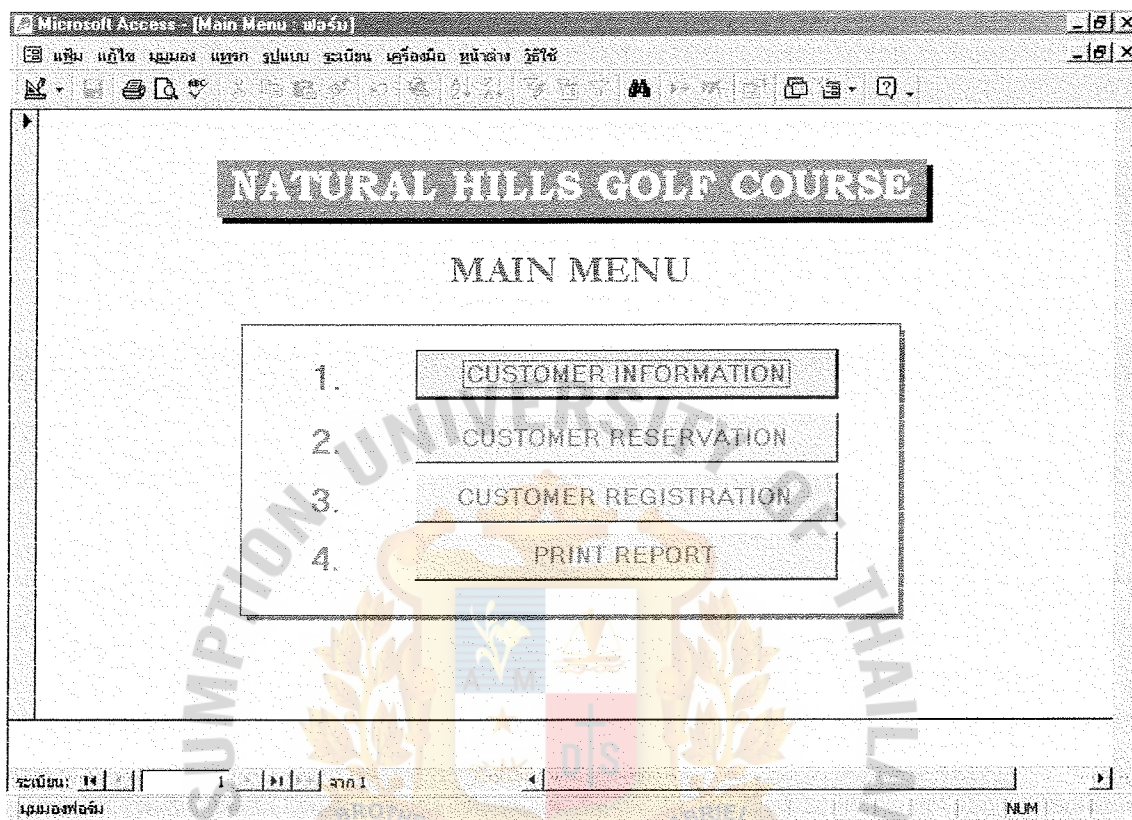 Microsoft Access - [Main Menu : ฟอร์ม]
แฟ้ม แก้ไข มุมมอง แทรก รูปแบบ ระเบียน เครื่องมือ หน้าต่าง วิธีใช้
NATURAL HILLS GOLF COURSE
MAIN MENU
1. CUSTOMER INFORMATION
2. CUSTOMER RESERVATION
3. CUSTOMER REGISTRATION
4. PRINT REPORT
SUMPTION UNIVERSITY OF THAILA
A M
D S
ระเบียน: 1 จาก 1
มุมมองฟอร์ม NUM